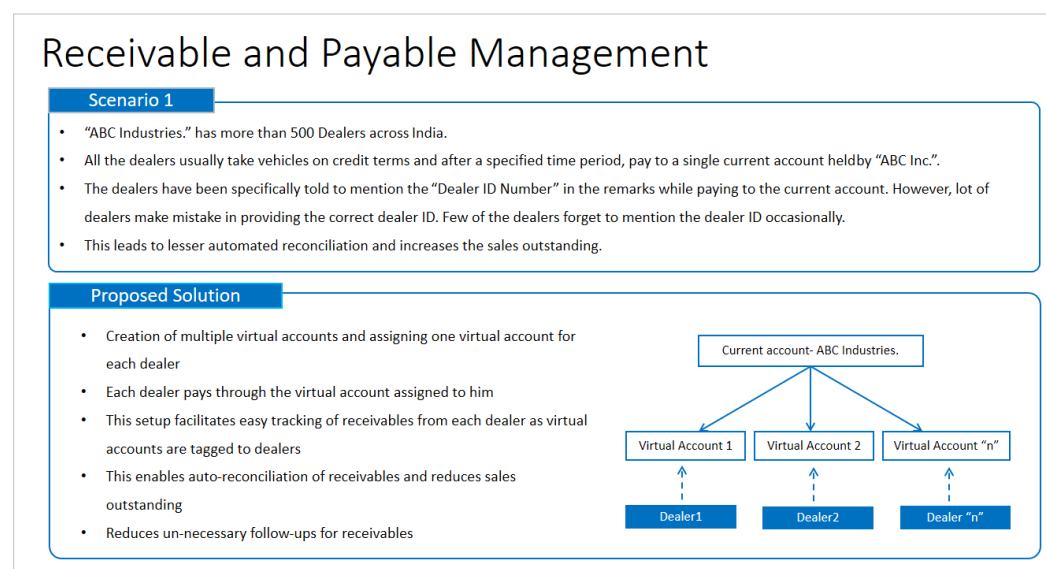 Receivable and Payable Management
Scenario 1
• “ABC Industries.” has more than 500 Dealers across India.
• All the dealers usually take vehicles on credit terms and after a specified time period, pay to a single current account heldby “ABC Inc.”.
• The dealers have been specifically told to mention the “Dealer ID Number” in the remarks while paying to the current account. However, lot of
dealers make mistake in providing the correct dealer ID. Few of the dealers forget to mention the dealer ID occasionally.
• This leads to lesser automated reconciliation and increases the sales outstanding.
Proposed Solution
• Creation of multiple virtual accounts and assigning one virtual account for
each dealer
• Each dealer pays through the virtual account assigned to him
• This setup facilitates easy tracking of receivables from each dealer as virtual
accounts are tagged to dealers
• This enables auto-reconciliation of receivables and reduces sales
outstanding
• Reduces un-necessary follow-ups for receivables
Current account- ABC Industries.
Virtual Account 1
Virtual Account 2
Virtual Account “n”
Dealer1
Dealer2
Dealer “n”